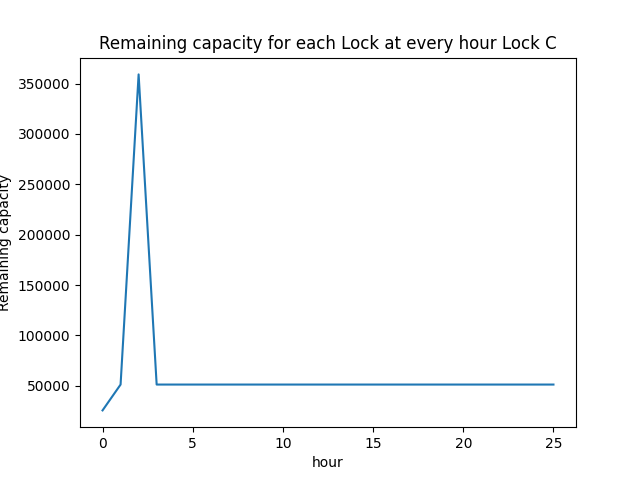 Remaining capacity for each Lock at every hour Lock C
350000
300000
250000
200000
150000
100000
50000
Remaining capacity
0 5 10 15 20 25
hour